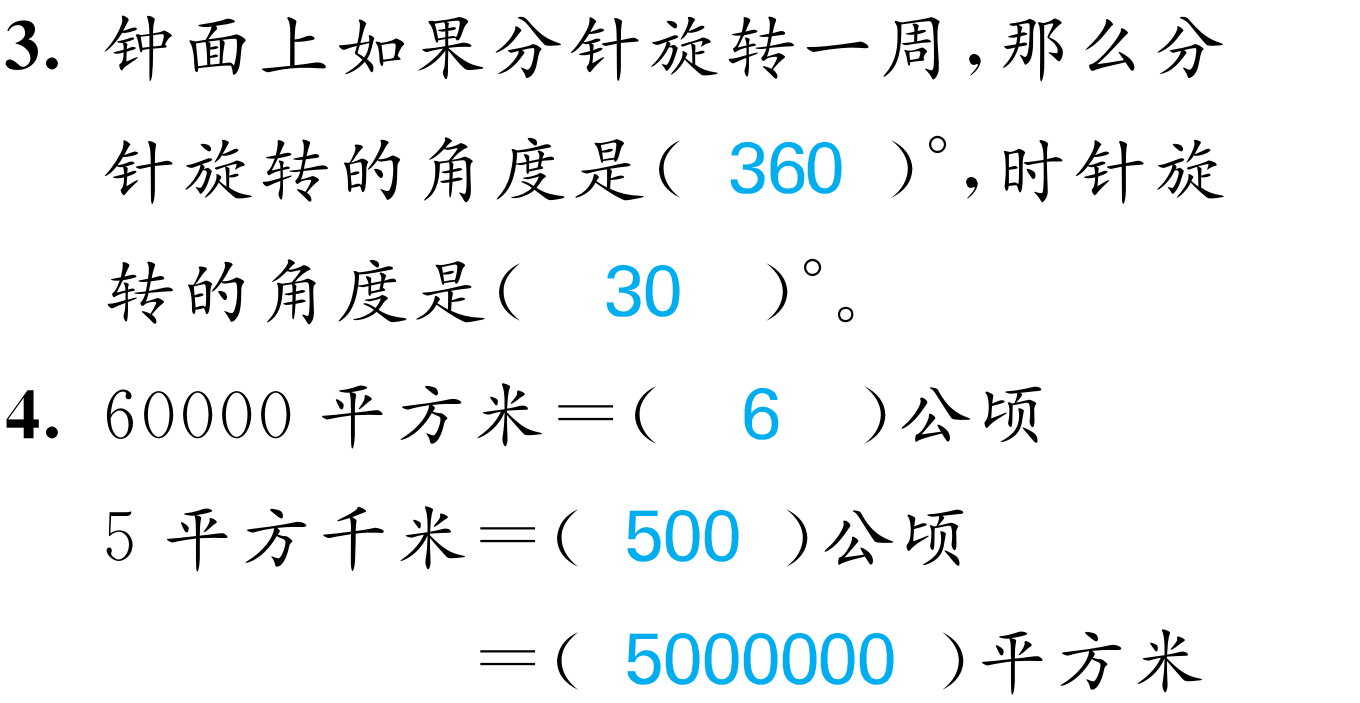 3. 钟面上如果分针旋转一周,那么分
针旋转的角度是( 360 )°,时针旋
转的角度是( 30 )°。
4. 60000 平方米=( 6 )公顷
5 平方千米=( 500 )公顷
=( 5000000 )平方米